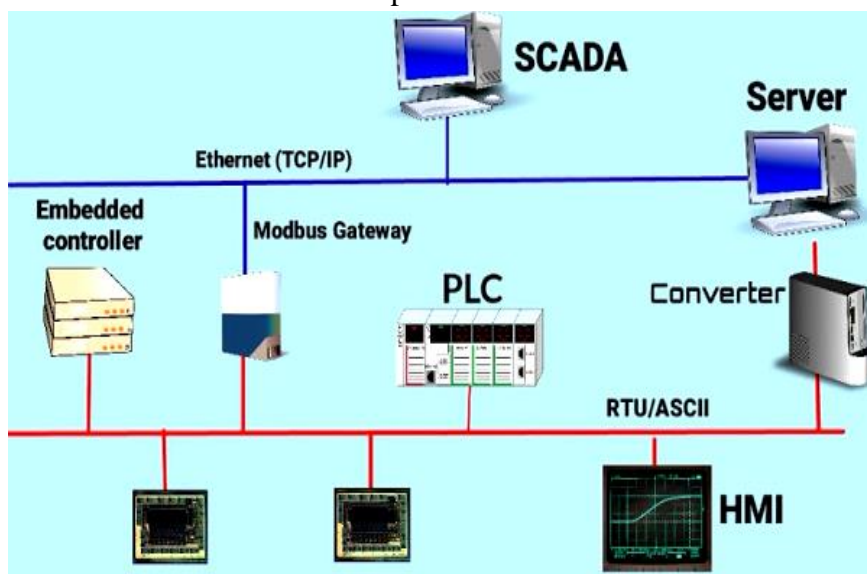 SCADA
Server
Ethernet (TCP/IP)
Embedded
controller
Modbus Gateway
PLC
Converter
RTU/ASCII
HMI